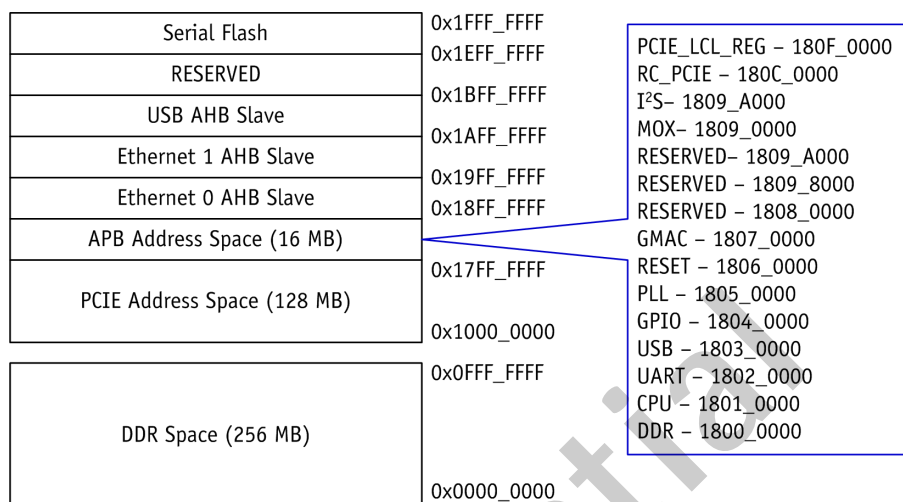 Serial Flash
0x1FFF_FFFF
RESERVED
0x1EFF_FFFF
USB AHB Slave
0x1BFF_FFFF
Ethernet 1 AHB Slave
0x1AFF_FFFF
Ethernet 0 AHB Slave
0x19FF_FFFF
APB Address Space (16 MB)
0x18FF_FFFF
PCIE Address Space (128 MB)
0x17FF_FFFF
0x1000_0000
DDR Space (256 MB)
0x0FFF_FFFF
0x0000_0000
PCIE_LCL_REG – 180F_0000
RC_PCIE – 180C_0000
I²S– 1809_A000
MOX– 1809_0000
RESERVED– 1809_A000
RESERVED – 1809_8000
RESERVED – 1808_0000
GMAC – 1807_0000
RESET – 1806_0000
PLL – 1805_0000
GPIO – 1804_0000
USB – 1803_0000
UART – 1802_0000
CPU – 1801_0000
DDR – 1800_0000
tial